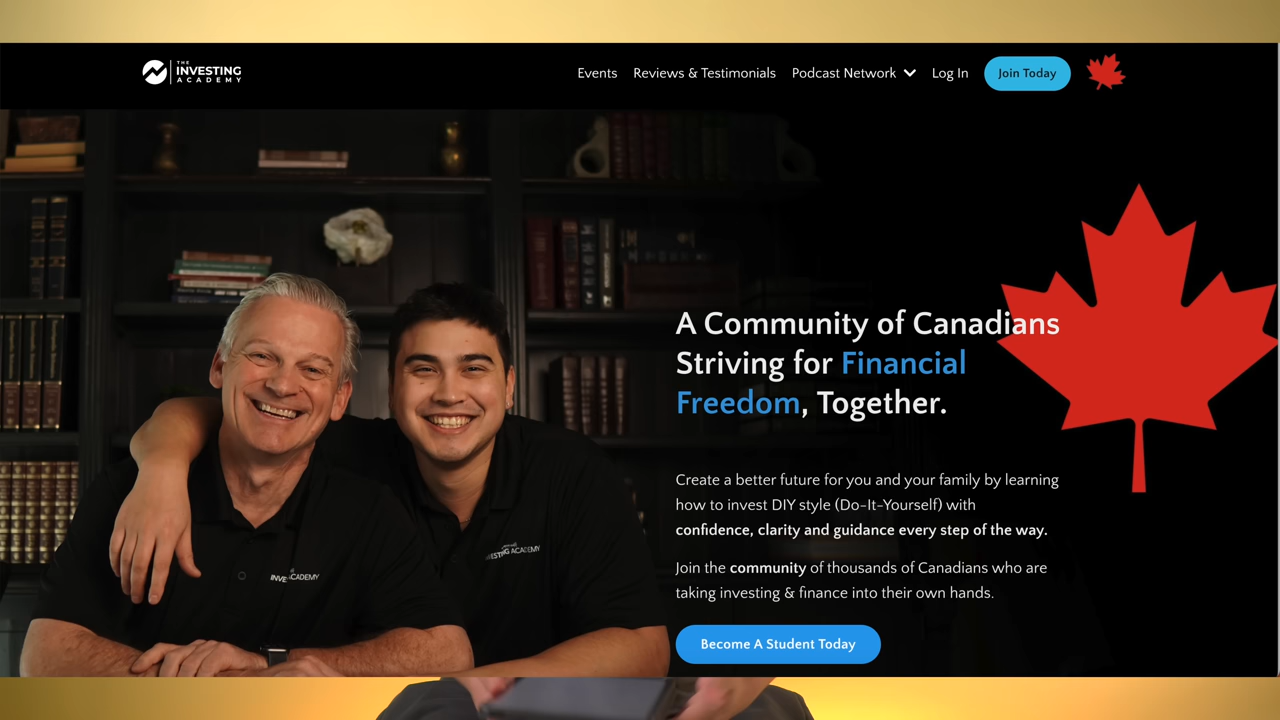 THE
INVESTING
ACADEMY
Events
Reviews & Testimonials
Podcast Network
Log In
Join Today
A Community of Canadians
Striving for Financial
Freedom, Together.
Create a better future for you and your family by learning
how to invest DIY style (Do-It-Yourself) with
confidence, clarity and guidance every step of the way.
Join the community of thousands of Canadians who are
taking investing & finance into their own hands.
Become A Student Today
ACADEMY
ACADEMY